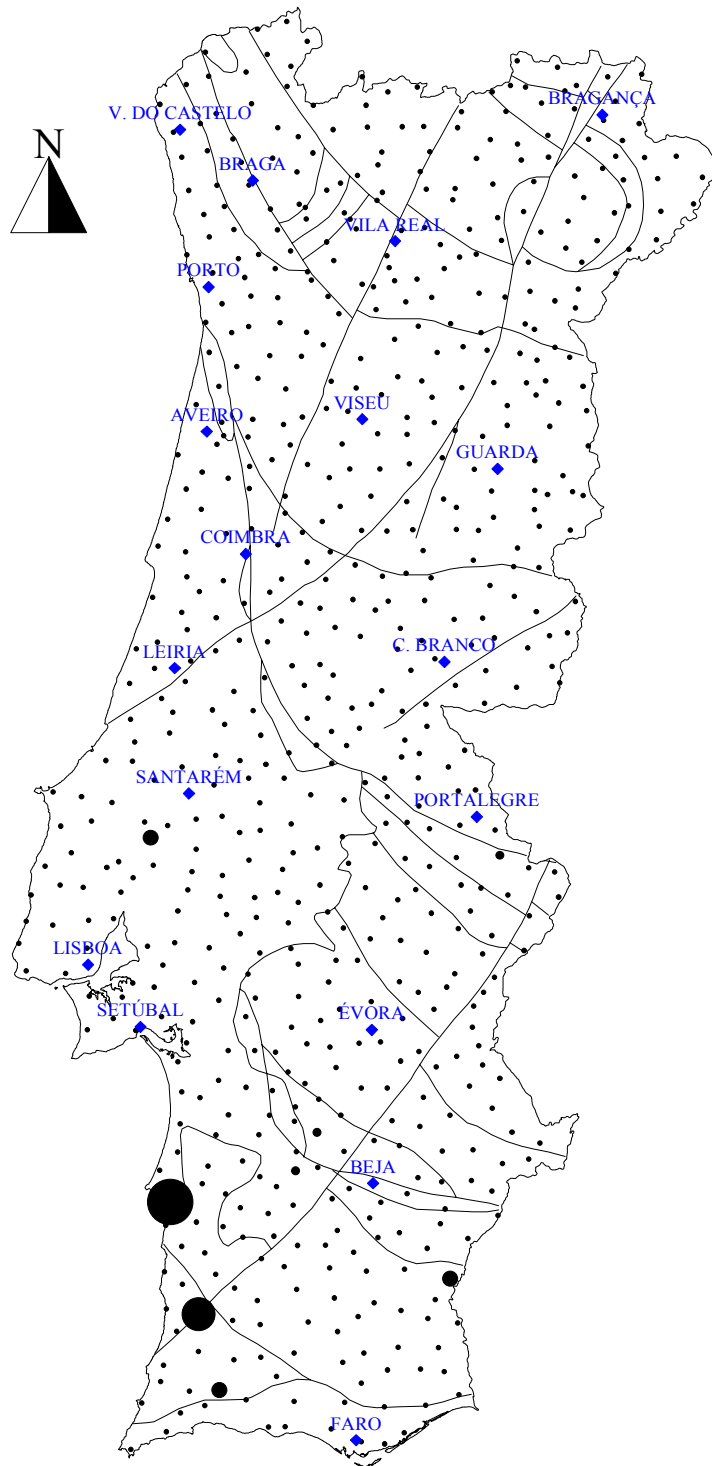 BRAGANÇA
V. DO CASTELO
N
BRAGA
VILA REAL
PORTO
VISEU
AVEIRO
GUARDA
COIMBRA
C. BRANCO
LEIRIA
SANTARÉM
PORTALEGRE
LISBOA
SETÚBAL
ÉVORA
BEJA
FARO